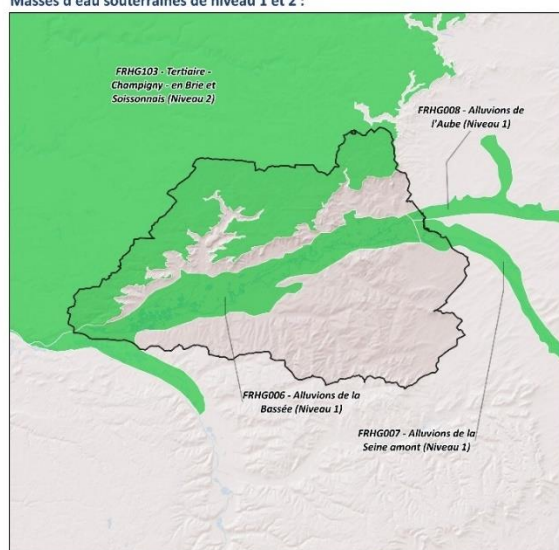 Masses d'eau souterraines de niveau 1 et 2 :
FRHG103 - Tertiaire -
Champigny - en Brie et
Soissonnais (Niveau 2)
FRHG008 - Alluvions de
l'Aube (Niveau 1)
FRHG006 - Alluvions de la
Bassée (Niveau 1)
FRHG007 - Alluvions de la
Seine amont (Niveau 1)